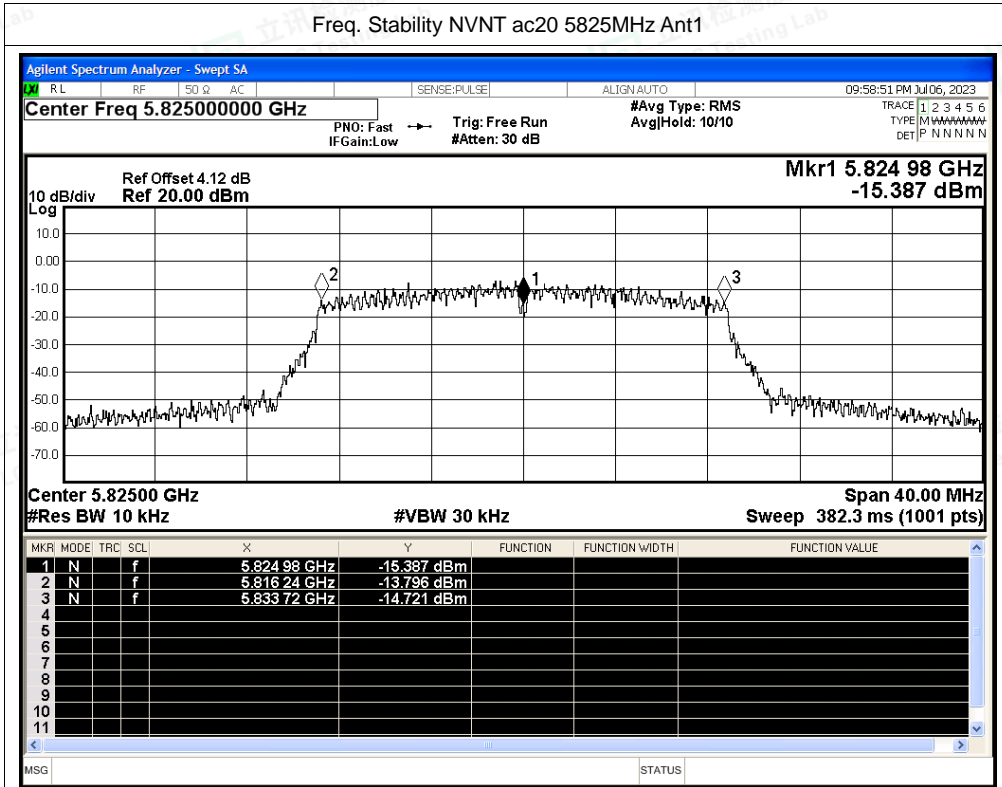 Freq. Stability NVNT ac20 5825MHz Ant1
Agilent Spectrum Analyzer - Swept SA
LXI RL RF 50 Ω AC SENSE:PULSE ALIGN AUTO 09:58:51 PM Jul 06, 2023
Center Freq 5.825000000 GHz #Avg Type: RMS TRACE 1 2 3 4 5 6
PNO: Fast Trig: Free Run Avg|Hold: 10/10 TYPE M
IFGain:Low #Atten: 30 dB DET P N N N N N
Mkr1 5.824 98 GHz
Ref Offset 4.12 dB
10 dB/div Ref 20.00 dBm -15.387 dBm
Log
10.0
0.00
-10.0
-20.0
-30.0
-40.0
-50.0
-60.0
-70.0
2
1
3
Center 5.82500 GHz Span 40.00 MHz
#Res BW 10 kHz #VBW 30 kHz Sweep 382.3 ms (1001 pts)
MKR MODE TRC SCL X Y FUNCTION FUNCTION WIDTH FUNCTION VALUE
1 N f 5.824 98 GHz -15.387 dBm
2 N f 5.816 24 GHz -13.796 dBm
3 N f 5.833 72 GHz -14.721 dBm
4
5
6
7
8
9
10
11
MSG STATUS